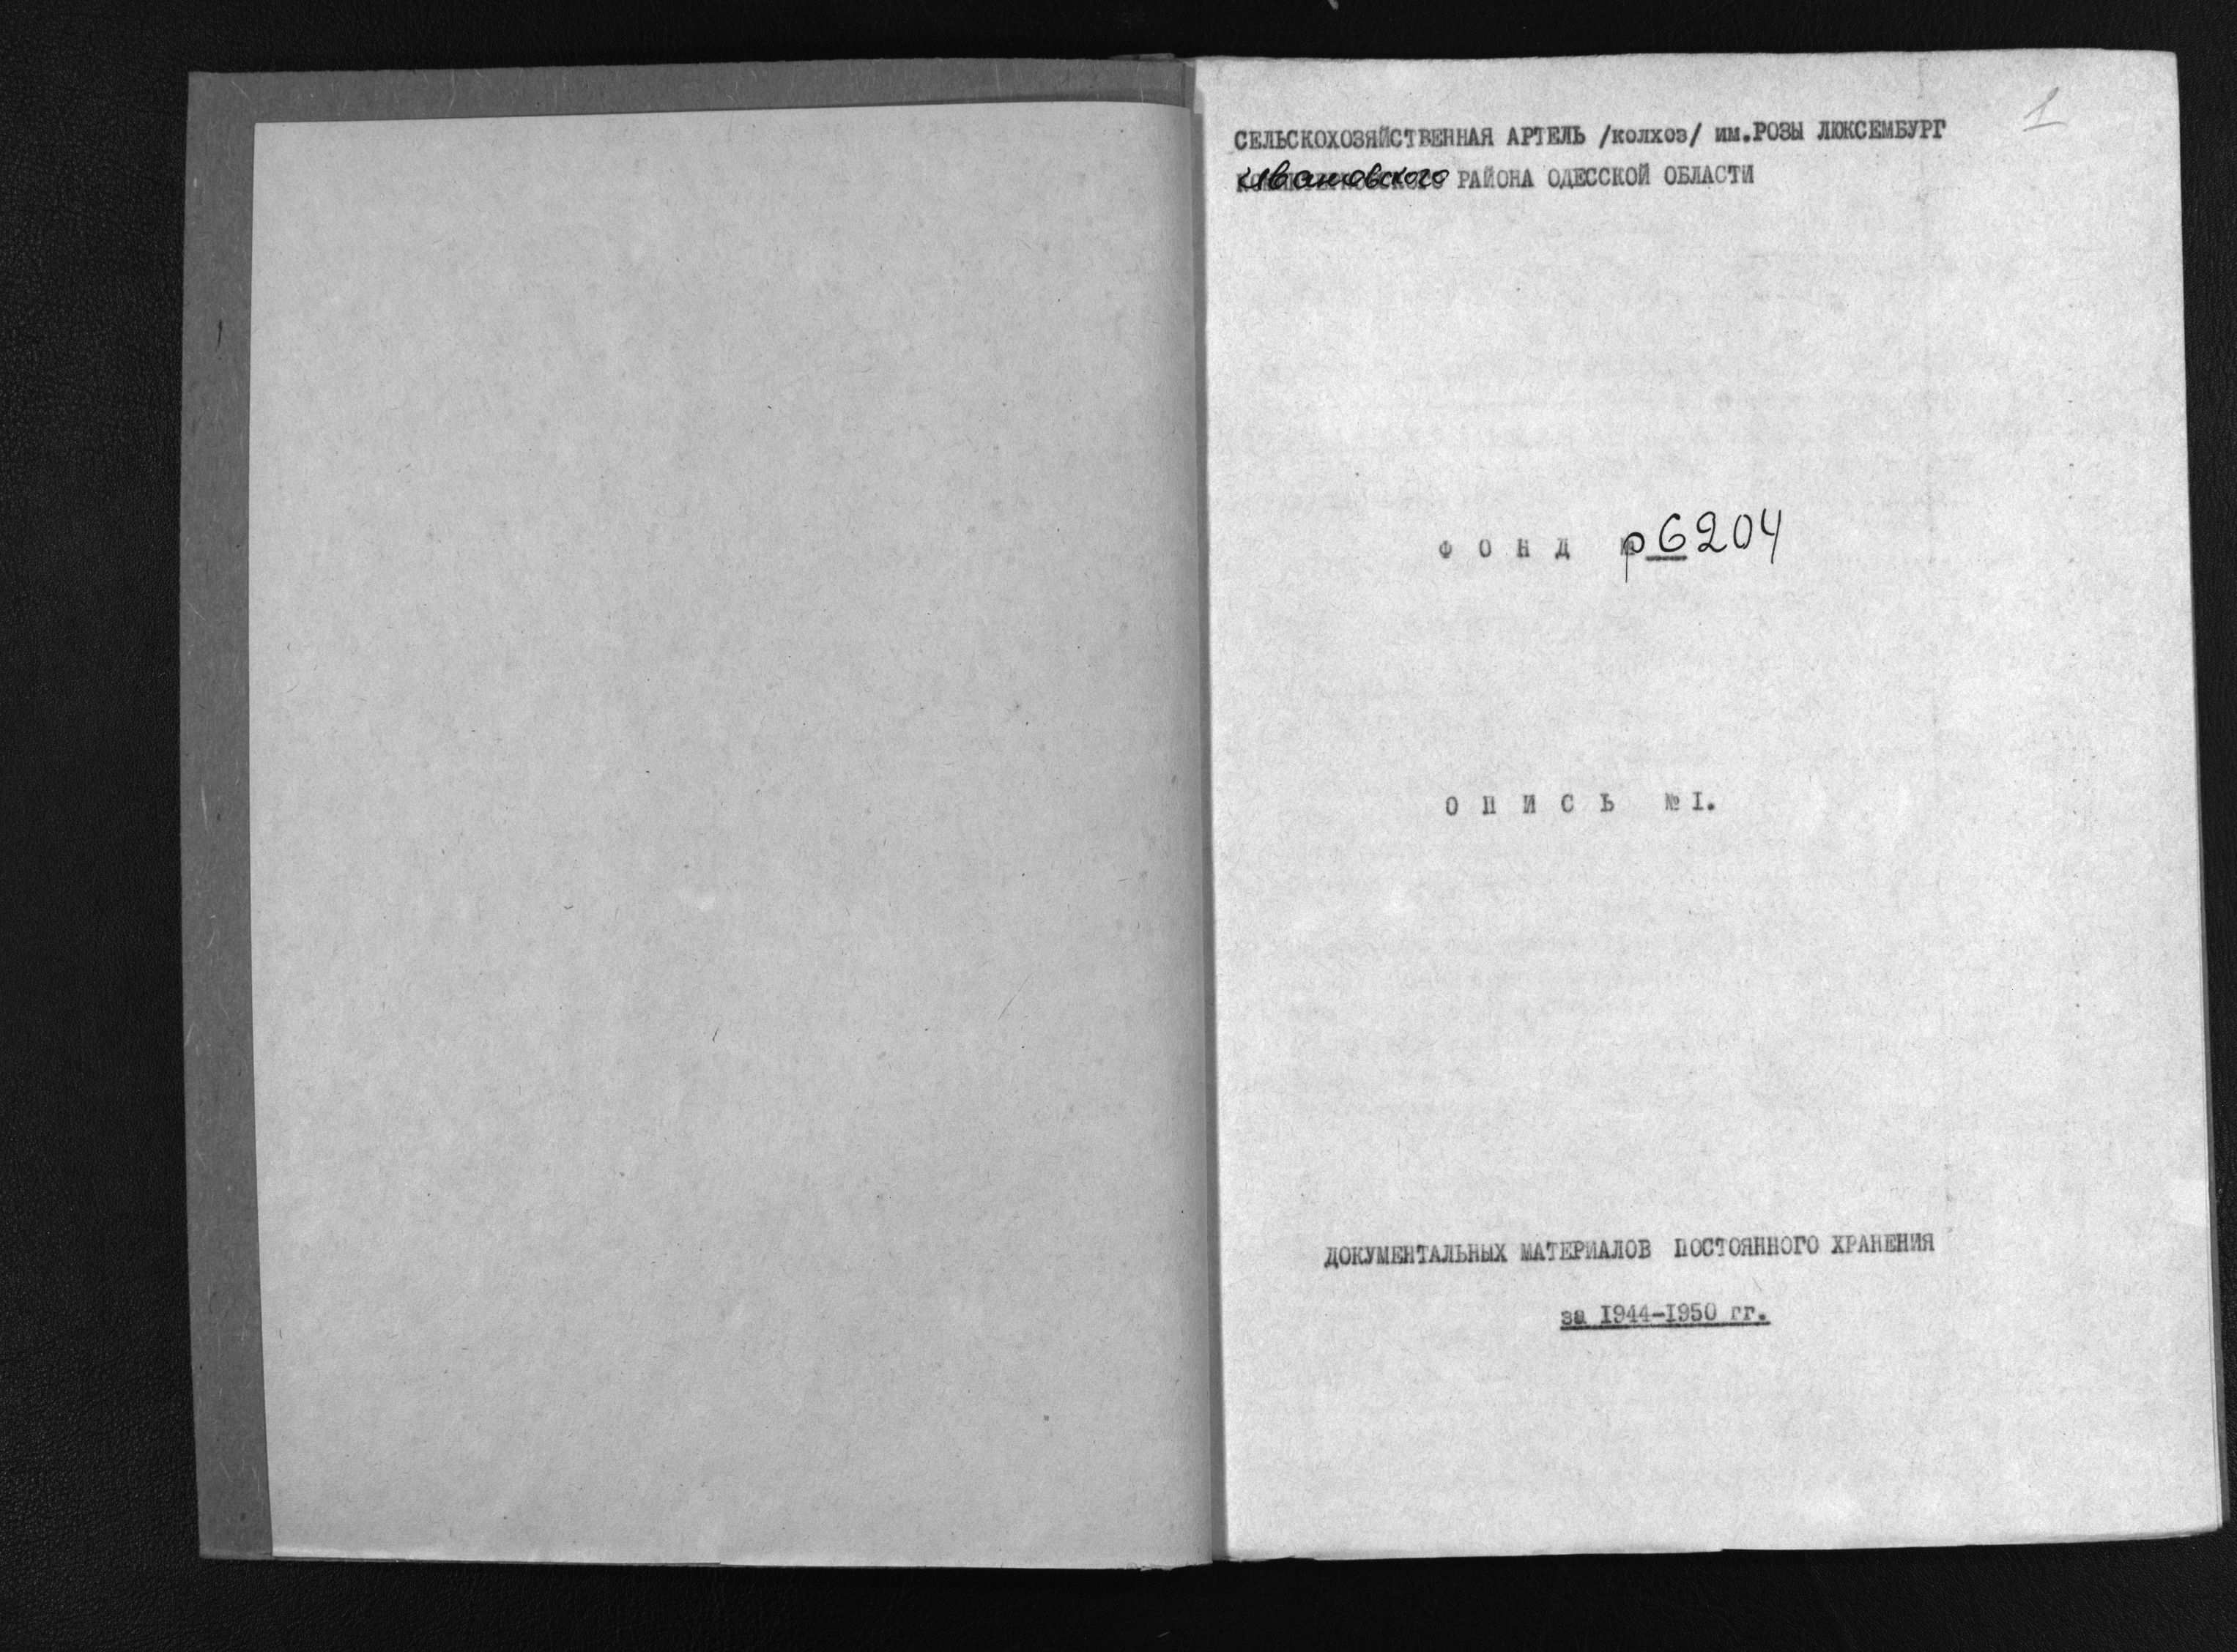 1
СЕЛЬСКОХОЗЯЙСТВЕННАЯ АРТЕЛЬ /колхоз/ им.РОЗЫ ЛЮКСЕМБУРГ
Ивановского РАЙОНА ОДЕССКОЙ ОБЛАСТИ
Ф О Н Д р6204
О П И С Ь №I.
ДОКУМЕНТАЛЬНЫХ МАТЕРИАЛОВ ПОСТОЯННОГО ХРАНЕНИЯ
за I944-I950 гг.